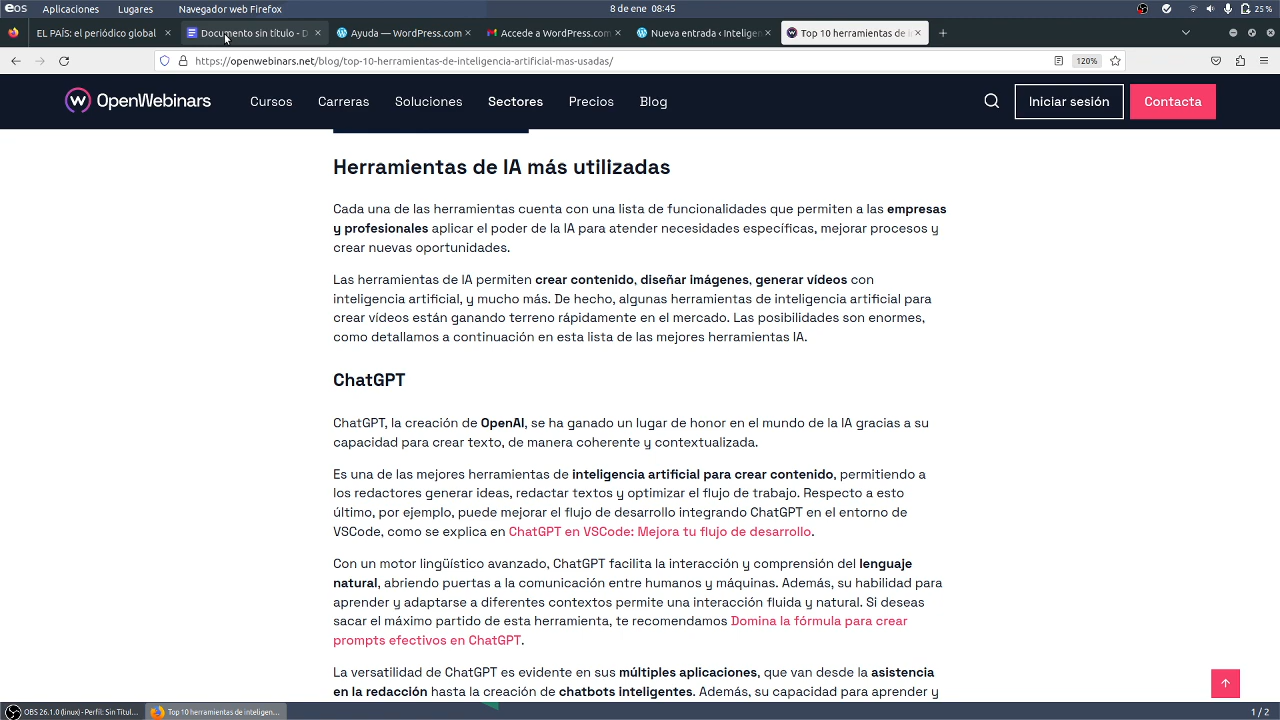 eos Aplicaciones Lugares Navegador web Firefox 8 de ene 08:45 25 %
EL PAÍS: el periódico global Documento sin título - D Ayuda — WordPress.com Accede a WordPress.com Nueva entrada ‹ Inteligen Top 10 herramientas de in
https://openwebinars.net/blog/top-10-herramientas-de-inteligencia-artificial-mas-usadas/ 120%
OpenWebinars Cursos Carreras Soluciones Sectores Precios Blog Iniciar sesión Contacta
Herramientas de IA más utilizadas
Cada una de las herramientas cuenta con una lista de funcionalidades que permiten a las empresas
y profesionales aplicar el poder de la IA para atender necesidades específicas, mejorar procesos y
crear nuevas oportunidades.
Las herramientas de IA permiten crear contenido, diseñar imágenes, generar vídeos con
inteligencia artificial, y mucho más. De hecho, algunas herramientas de inteligencia artificial para
crear vídeos están ganando terreno rápidamente en el mercado. Las posibilidades son enormes,
como detallamos a continuación en esta lista de las mejores herramientas IA.
ChatGPT
ChatGPT, la creación de OpenAI, se ha ganado un lugar de honor en el mundo de la IA gracias a su
capacidad para crear texto, de manera coherente y contextualizada.
Es una de las mejores herramientas de inteligencia artificial para crear contenido, permitiendo a
los redactores generar ideas, redactar textos y optimizar el flujo de trabajo. Respecto a esto
último, por ejemplo, puede mejorar el flujo de desarrollo integrando ChatGPT en el entorno de
VSCode, como se explica en ChatGPT en VSCode: Mejora tu flujo de desarrollo.
Con un motor lingüístico avanzado, ChatGPT facilita la interacción y comprensión del lenguaje
natural, abriendo puertas a la comunicación entre humanos y máquinas. Además, su habilidad para
aprender y adaptarse a diferentes contextos permite una interacción fluida y natural. Si deseas
sacar el máximo partido de esta herramienta, te recomendamos Domina la fórmula para crear
prompts efectivos en ChatGPT.
La versatilidad de ChatGPT es evidente en sus múltiples aplicaciones, que van desde la asistencia
en la redacción hasta la creación de chatbots inteligentes. Además, su capacidad para aprender y
OBS 26.1.0 (linux) - Perfil: Sin Títul... Top 10 herramientas de inteligen... 1 / 2